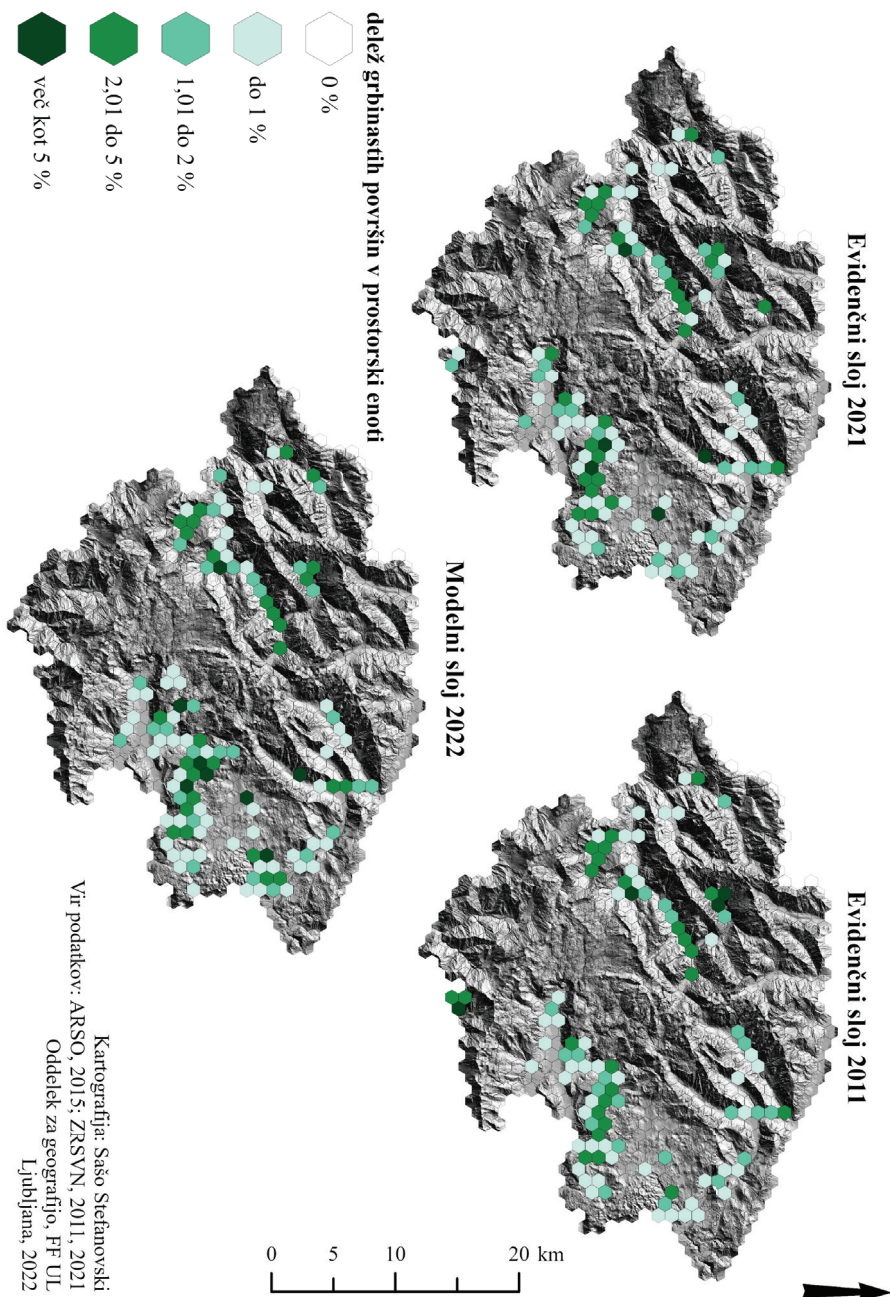 Evidenčni sloj 2021
Evidenčni sloj 2011
Modelni sloj 2022
delež grbinastih površin v prostorski enoti
0 %
do 1 %
1,01 do 2 %
2,01 do 5 %
več kot 5 %
0 5 10 20 km
Kartografija: Sašo Stefanovski
Vir podatkov: ARSO, 2015; ZRSVN, 2011, 2021
Oddelek za geografijo, FF UL
Ljubljana, 2022